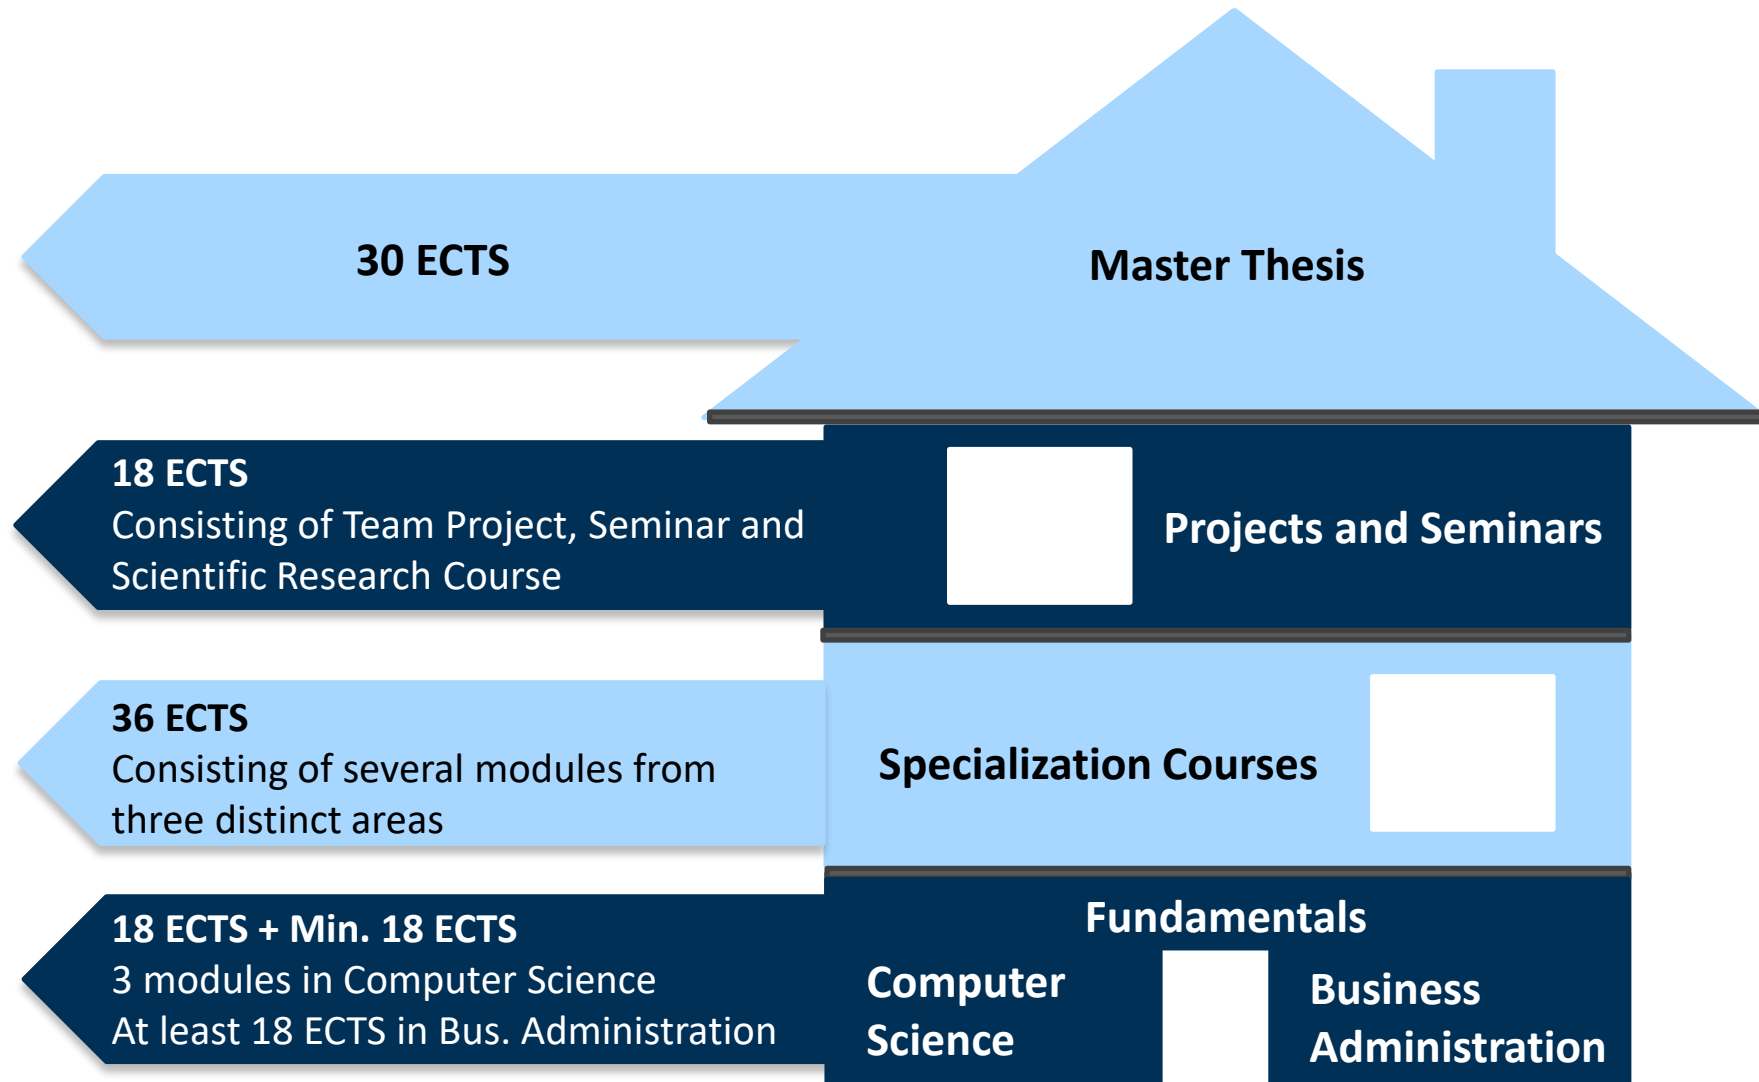 30 ECTS
Master Thesis
18 ECTS
Consisting of Team Project, Seminar and
Scientific Research Course
Projects and Seminars
36 ECTS
Consisting of several modules from
three distinct areas
Specialization Courses
18 ECTS + Min. 18 ECTS
3 modules in Computer Science
At least 18 ECTS in Bus. Administration
Fundamentals
Computer
Science
Business
Administration